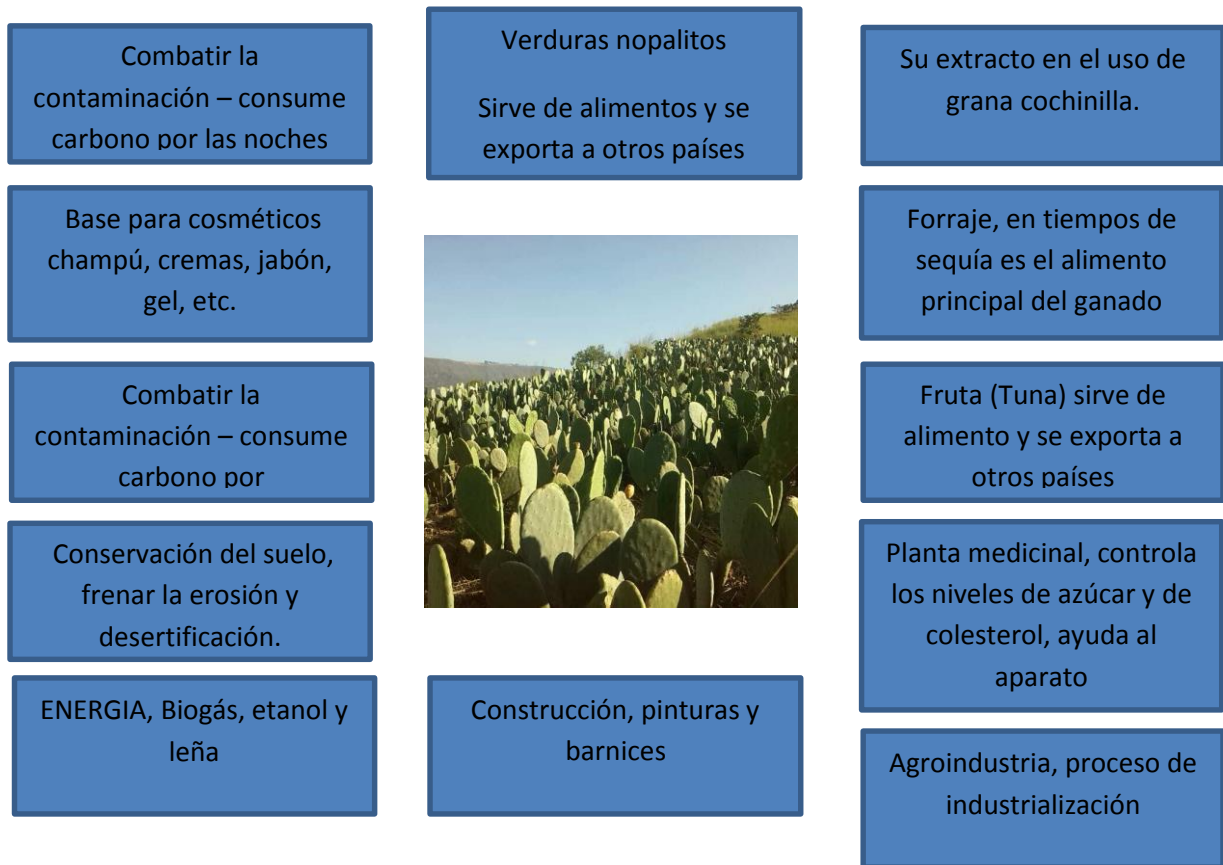 Combatir la
contaminación – consume
carbono por las noches
Verduras nopalitos
Sirve de alimentos y se
exporta a otros países
Su extracto en el uso de
grana cochinilla.
Base para cosméticos
champú, cremas, jabón,
gel, etc.
Forraje, en tiempos de
sequía es el alimento
principal del ganado
Combatir la
contaminación – consume
carbono por
Fruta (Tuna) sirve de
alimento y se exporta a
otros países
Conservación del suelo,
frenar la erosión y
desertificación.
Planta medicinal, controla
los niveles de azúcar y de
colesterol, ayuda al
aparato
ENERGIA, Biogás, etanol y
leña
Construcción, pinturas y
barnices
Agroindustria, proceso de
industrialización